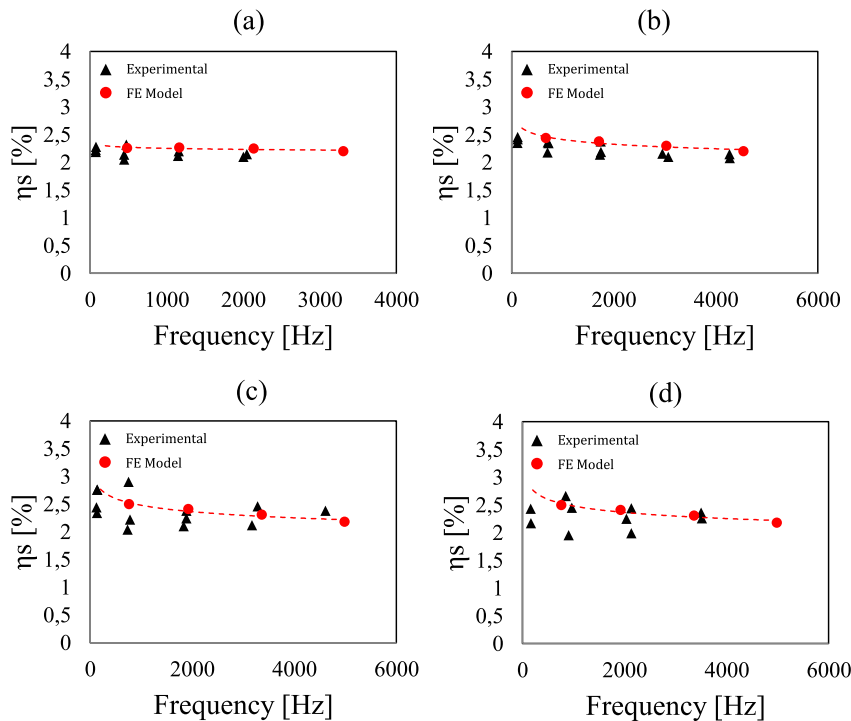 (a)
4
3,5
3
2,5
2
1,5
1
0,5
0
ηs [%]
Experimental
FE Model
0 1000 2000 3000 4000
Frequency [Hz]
(b)
4
3,5
3
2,5
2
1,5
1
0,5
0
ηs [%]
Experimental
FE Model
0 2000 4000 6000
Frequency [Hz]
(c)
4
3,5
3
2,5
2
1,5
1
0,5
0
ηs [%]
Experimental
FE Model
0 2000 4000 6000
Frequency [Hz]
(d)
4
3,5
3
2,5
2
1,5
1
0,5
0
ηs [%]
Experimental
FE Model
0 2000 4000 6000
Frequency [Hz]